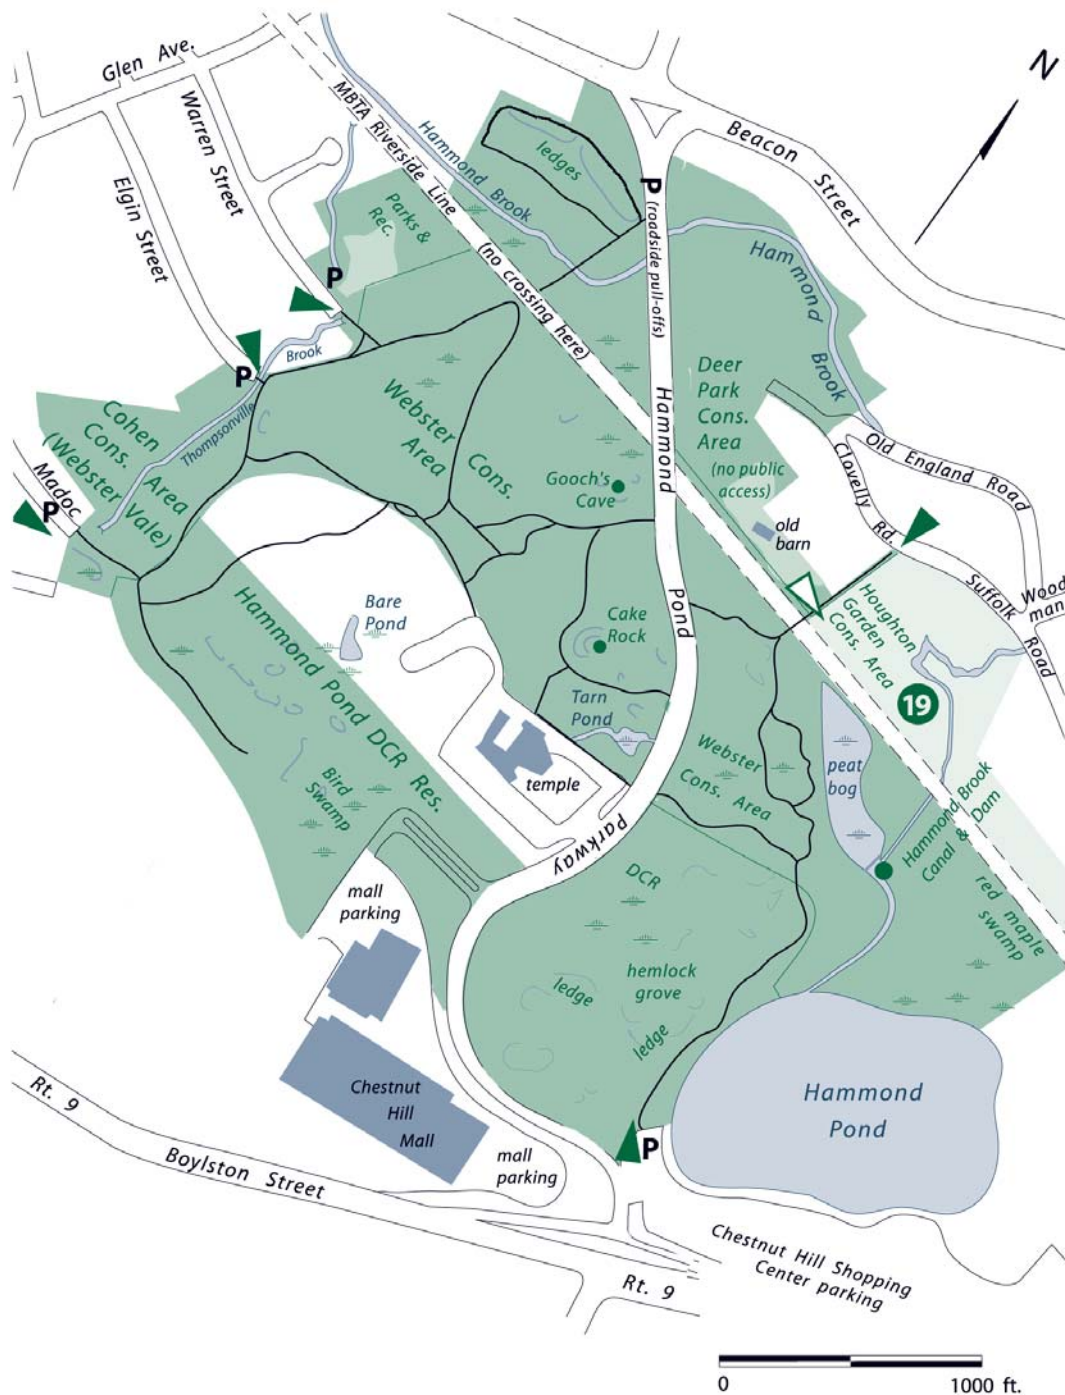 Glen Ave.
Warren Street
Elgin Street
MBTA Riverside Line
(no crossing here)
Hammond Brook
ledges
P (roadside pull-offs)
Beacon
Street
N
Parks &
Rec.
P
P
Brook
Thompsonville
Cohen
Cons.
Area
(Webster
Vale)
Madoc
P
Webster
Area
Cons.
Gooch's
Cave
Hammond
Pond
Parkway
Deer
Park
Cons.
Area
(no public
access)
Hammond
Brook
Old England Road
Clovelly Rd.
old
barn
Suffolk
Road
Wood
man
Houghton
Garden
Cons. Area
19
Bare
Pond
Cake
Rock
Tarn
Pond
temple
Hammond Pond DCR Res.
Bird
Swamp
Webster
Cons. Area
peat
bog
Hammond Brook
Canal & Dam
red maple
swamp
DCR
hemlock
grove
ledge
ledge
mall
parking
Chestnut
Hill
Mall
mall
parking
P
Hammond
Pond
Rt. 9
Boylston Street
Rt. 9
Chestnut Hill Shopping
Center parking
0 1000 ft.